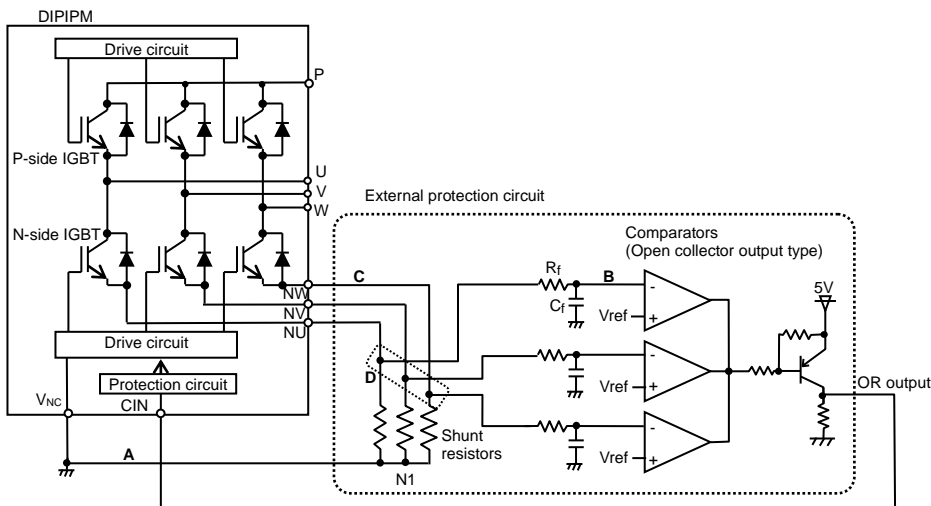 DIPIPM
Drive circuit
P
P-side IGBT
U
V
W
External protection circuit
N-side IGBT
Comparators
(Open collector output type)
C
Rf
B
5V
NW
Cf
-
Vref
+
NV
NU
Drive circuit
D
-
Vref
+
Protection circuit
OR output
VNC
CIN
-
Shunt
resistors
Vref
+
A
N1